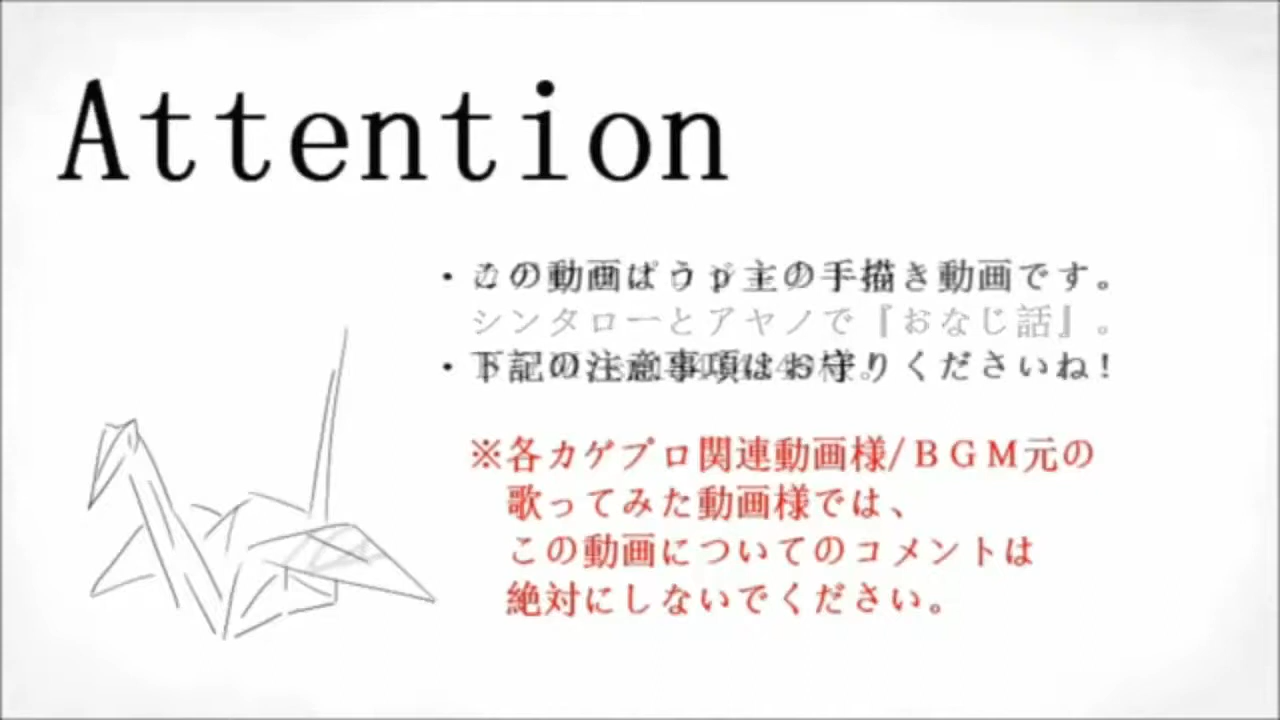 Attention
・この動画はうｐ主の手描き動画です。
シンタローとアヤノで『おなじ話』。
・下記の注意事項はお守りくださいね！
※各カゲプロ関連動画様/ＢＧＭ元の
歌ってみた動画様では、
この動画についてのコメントは
絶対にしないでください。